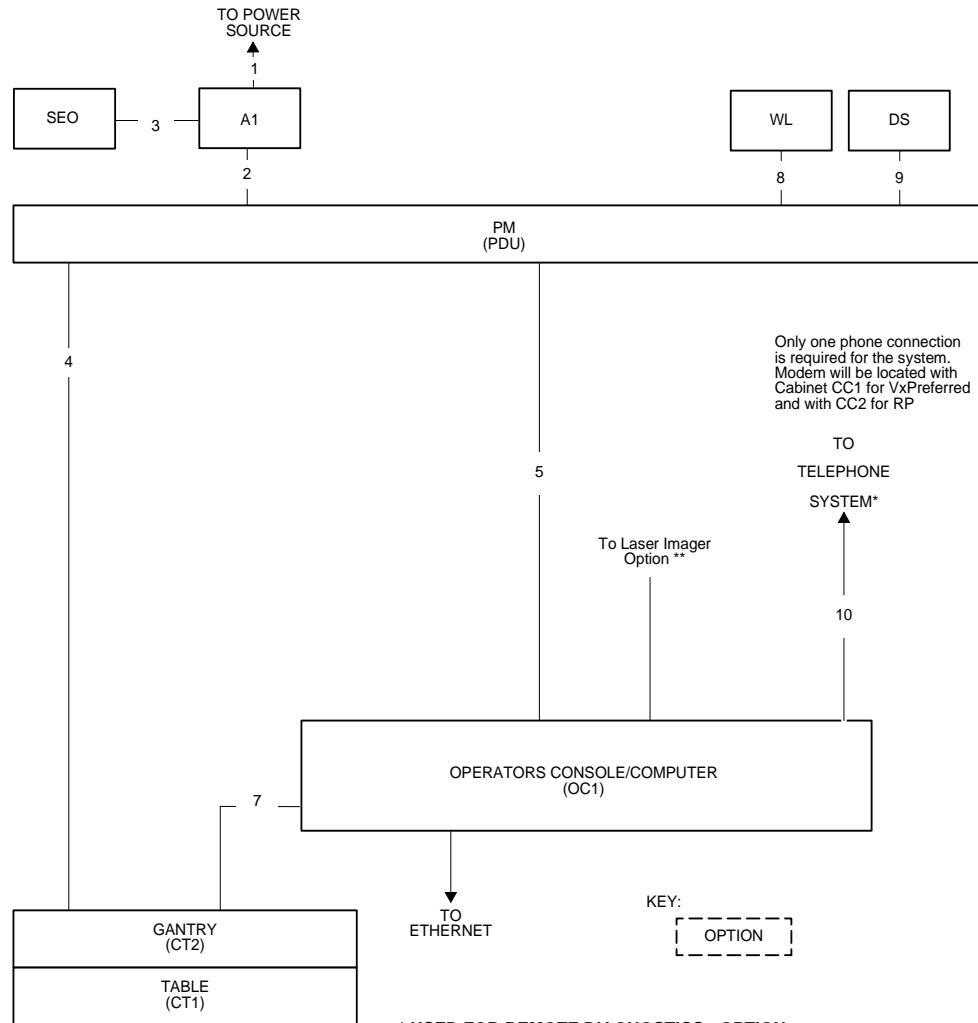 TO POWER
SOURCE
1
SEO
3
A1
WL
DS
2
8
9
PM
(PDU)
4
Only one phone connection
is required for the system.
Modem will be located with
Cabinet CC1 for VxPreferred
and with CC2 for RP
TO
TELEPHONE
SYSTEM*
5
To Laser Imager
Option **
10
OPERATORS CONSOLE/COMPUTER
(OC1)
7
TO
ETHERNET
KEY:
OPTION
GANTRY
(CT2)
TABLE
(CT1)